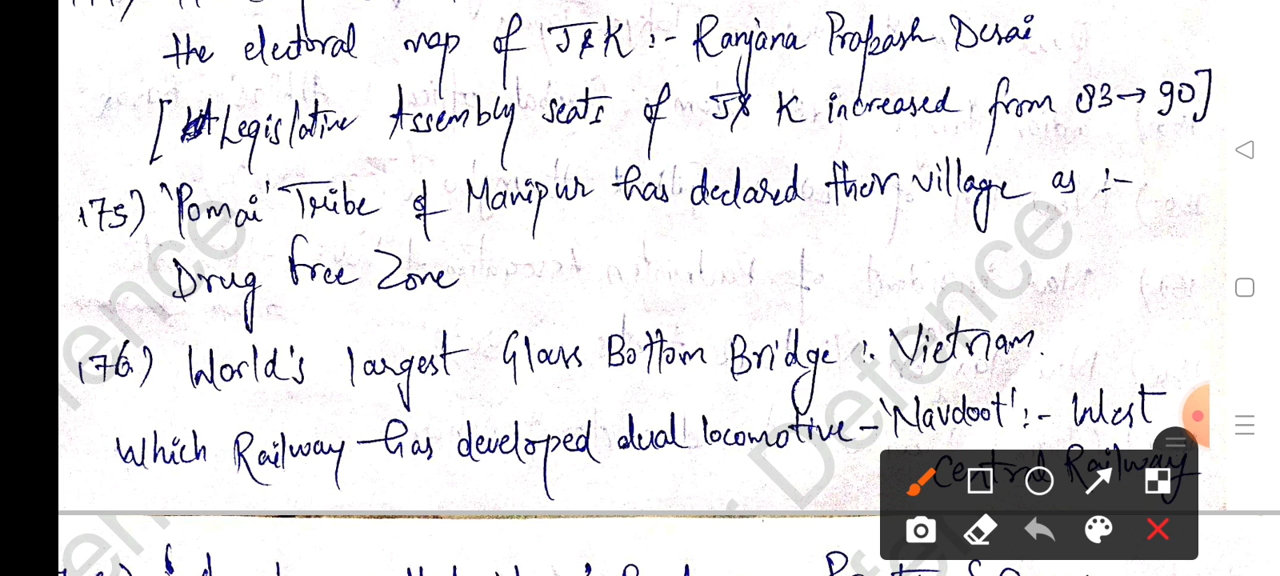 the electoral map of J&K :- Ranjana Prakash Desai
[Legislative Assembly seats of J&K increased from 83→90]
175) 'Pomai' Tribe of Manipur has declared their village as :-
Drug free Zone
176) World's largest Glass Bottom Bridge :- Vietnam.
Which Railway has developed dual locomotive - 'Navdoot' :- West
Central Railway